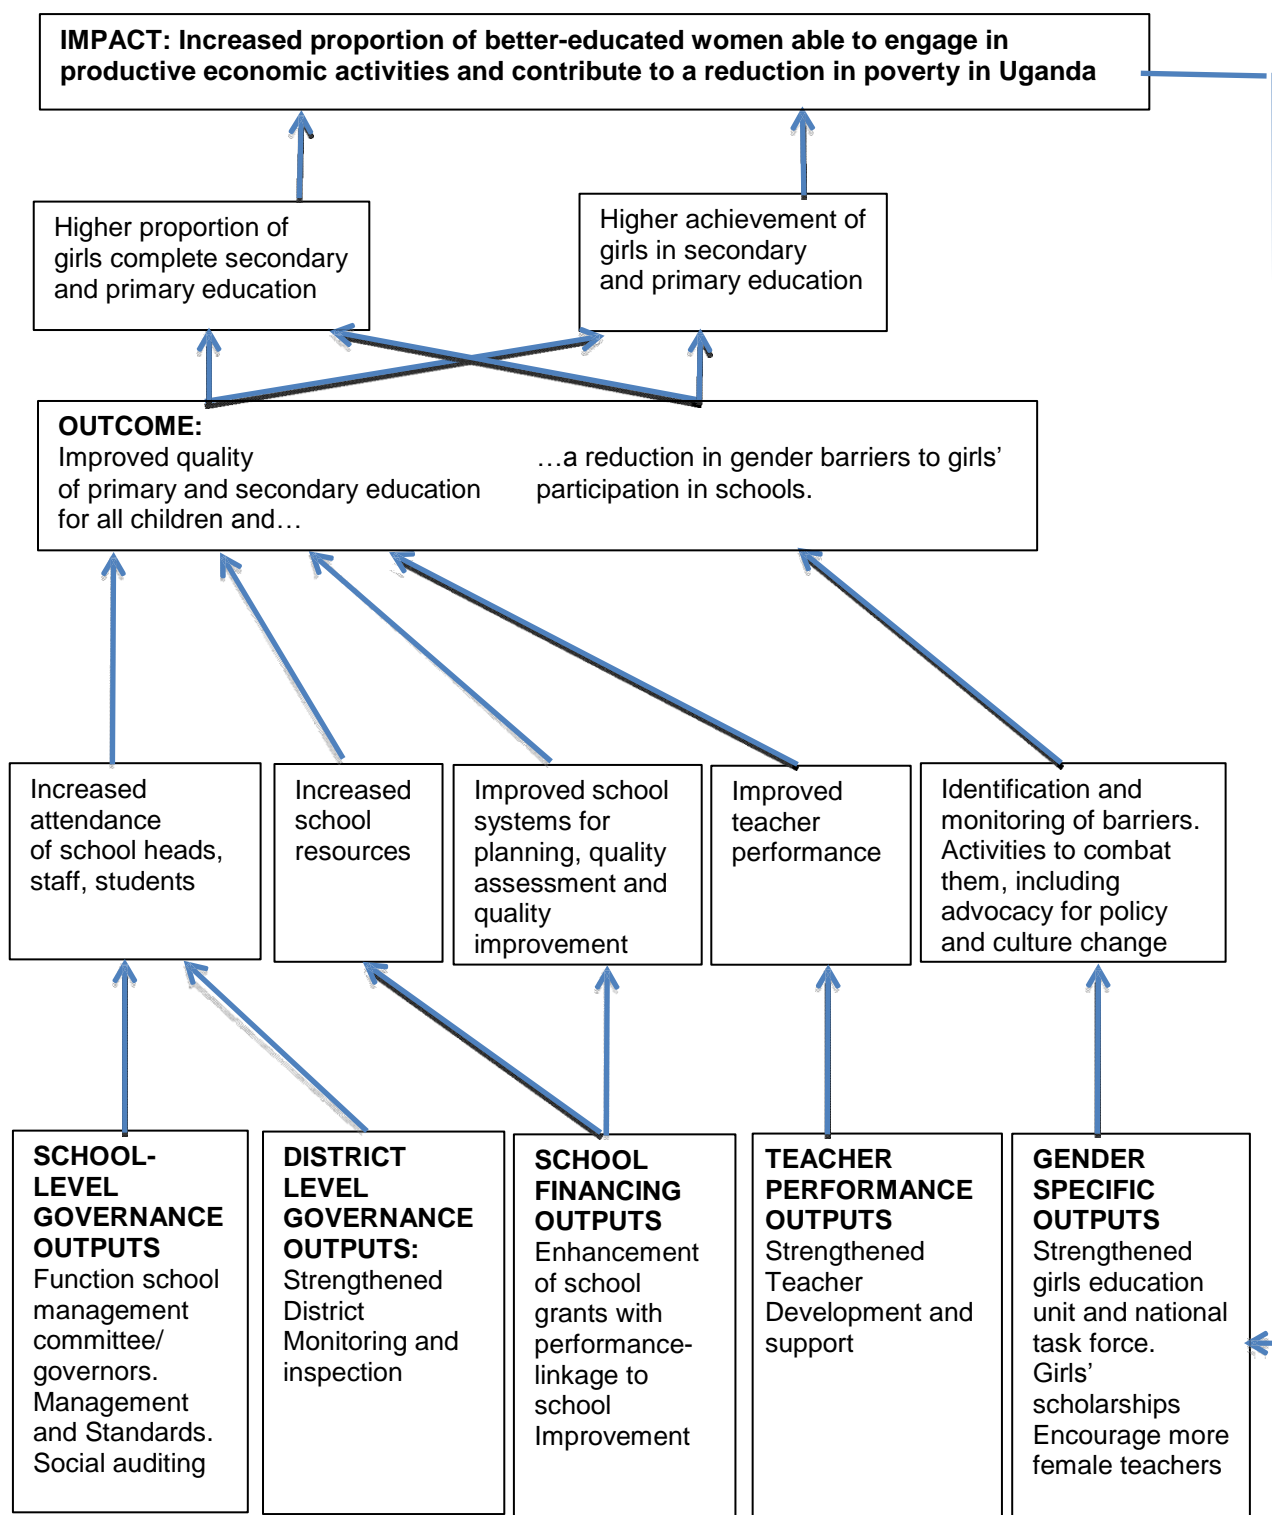 IMPACT: Increased proportion of better-educated women able to engage in
productive economic activities and contribute to a reduction in poverty in Uganda
Higher proportion of
girls complete secondary
and primary education
Higher achievement of
girls in secondary
and primary education
OUTCOME:
Improved quality
of primary and secondary education
for all children and…
…a reduction in gender barriers to girls’
participation in schools.
Increased
attendance
of school heads,
staff, students
Increased
school
resources
Improved school
systems for
planning, quality
assessment and
quality
improvement
Improved
teacher
performance
Identification and
monitoring of barriers.
Activities to combat
them, including
advocacy for policy
and culture change
SCHOOL-
LEVEL
GOVERNANCE
OUTPUTS
Function school
management
committee/
governors.
Management
and Standards.
Social auditing
DISTRICT
LEVEL
GOVERNANCE
OUTPUTS:
Strengthened
District
Monitoring and
inspection
SCHOOL
FINANCING
OUTPUTS
Enhancement
of school
grants with
performance-
linkage to
school
Improvement
TEACHER
PERFORMANCE
OUTPUTS
Strengthened
Teacher
Development and
support
GENDER
SPECIFIC
OUTPUTS
Strengthened
girls education
unit and national
task force.
Girls’
scholarships
Encourage more
female teachers